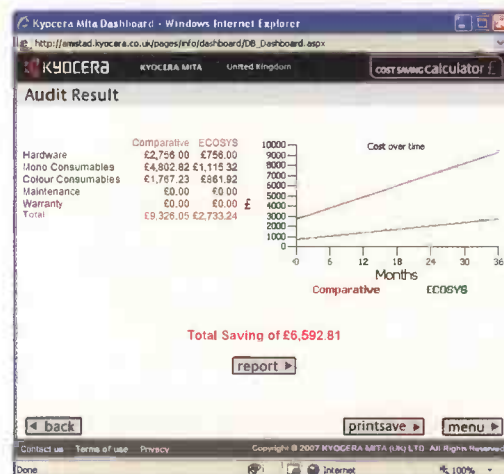 Kyocera Mita Dashboard - Windows Internet Explorer
http://amstad.kyocera.co.uk/pages/info/dashboard/DB_Dashboard.aspx
KYOCERA KYOCERA MITA United Kingdom COST SAVING calculator £
Audit Result
Comparative ECOSYS
Hardware £2,756.00 £756.00
Mono Consumables £4,802.82 £1,115.32
Colour Consumables £1,767.23 £861.92
Maintenance £0.00 £0.00
Warranty £0.00 £0.00
Total £9,326.05 £2,733.24
Cost over time
10000
9000
8000
7000
6000
5000
4000
3000
2000
1000
0
£
0 6 12 18 24 30 36
Months
Comparative ECOSYS
Total Saving of £6,592.81
report
back printsave menu
Contact us Terms of use Privacy Copyright © 2007 KYOCERA MITA (UK) LTD All Rights Reserved
Done Internet 100%